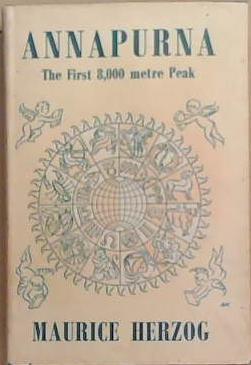 ANNAPURNA
The First 8,000 metre Peak
MAURICE HERZOG